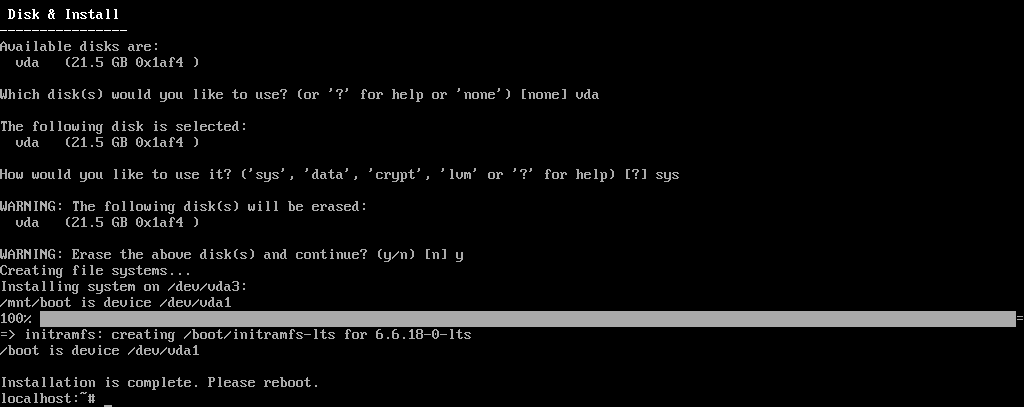 Disk & Install
----------------
Available disks are:
  vda   (21.5 GB 0x1af4 )

Which disk(s) would you like to use? (or '?' for help or 'none') [none] vda

The following disk is selected:
  vda   (21.5 GB 0x1af4 )

How would you like to use it? ('sys', 'data', 'crypt', 'lvm' or '?' for help) [?] sys

WARNING: The following disk(s) will be erased:
  vda   (21.5 GB 0x1af4 )

WARNING: Erase the above disk(s) and continue? (y/n) [n] y
Creating file systems...
Installing system on /dev/vda3:
/mnt/boot is device /dev/vda1
100% =
=> initramfs: creating /boot/initramfs-lts for 6.6.18-0-lts
/boot is device /dev/vda1

Installation is complete. Please reboot.
localhost:~# _